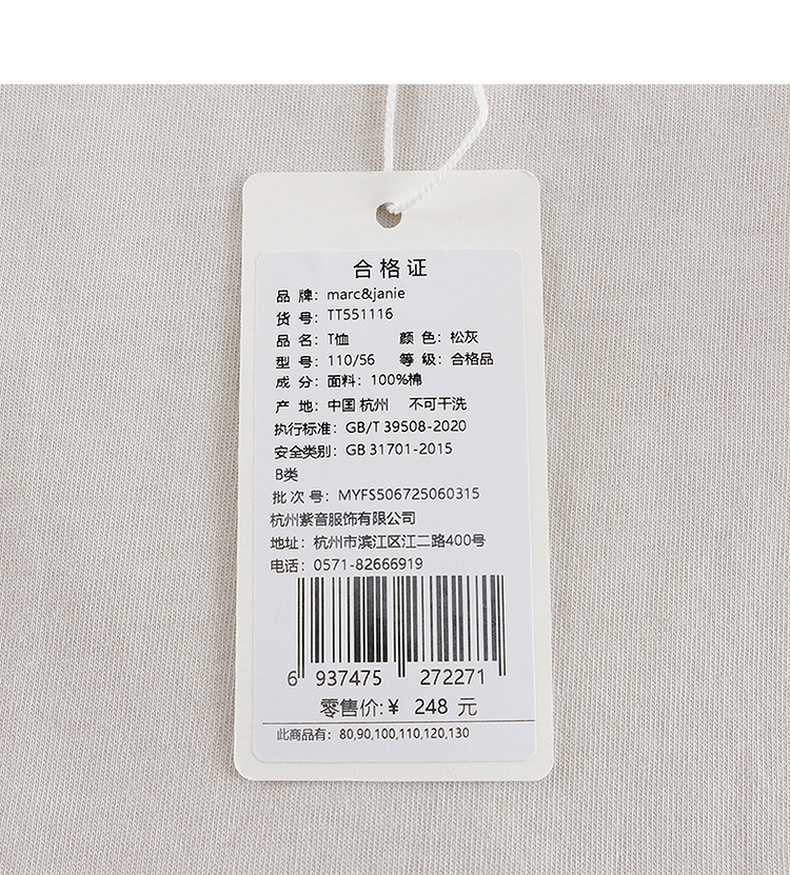 合格证
品 牌：marc&janie
货 号：TT551116
品 名：T恤 颜 色：松灰
型 号：110/56 等 级：合格品
成 分：面料：100%棉
产 地：中国 杭州 不可干洗
执行标准：GB/T 39508-2020
安全类别：GB 31701-2015
B类
批 次 号：MYFS506725060315
杭州紫音服饰有限公司
地址：杭州市滨江区江二路400号
电话：0571-82666919
6 937475 272271
零售价:¥ 248 元
此商品有：80,90,100,110,120,130